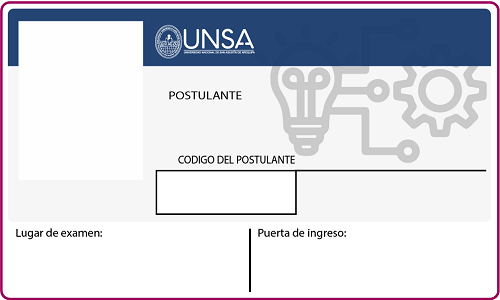 UNSA
UNIVERSIDAD NACIONAL DE SAN AGUSTÍN DE AREQUIPA
POSTULANTE
CODIGO DEL POSTULANTE
Lugar de examen:
Puerta de ingreso: